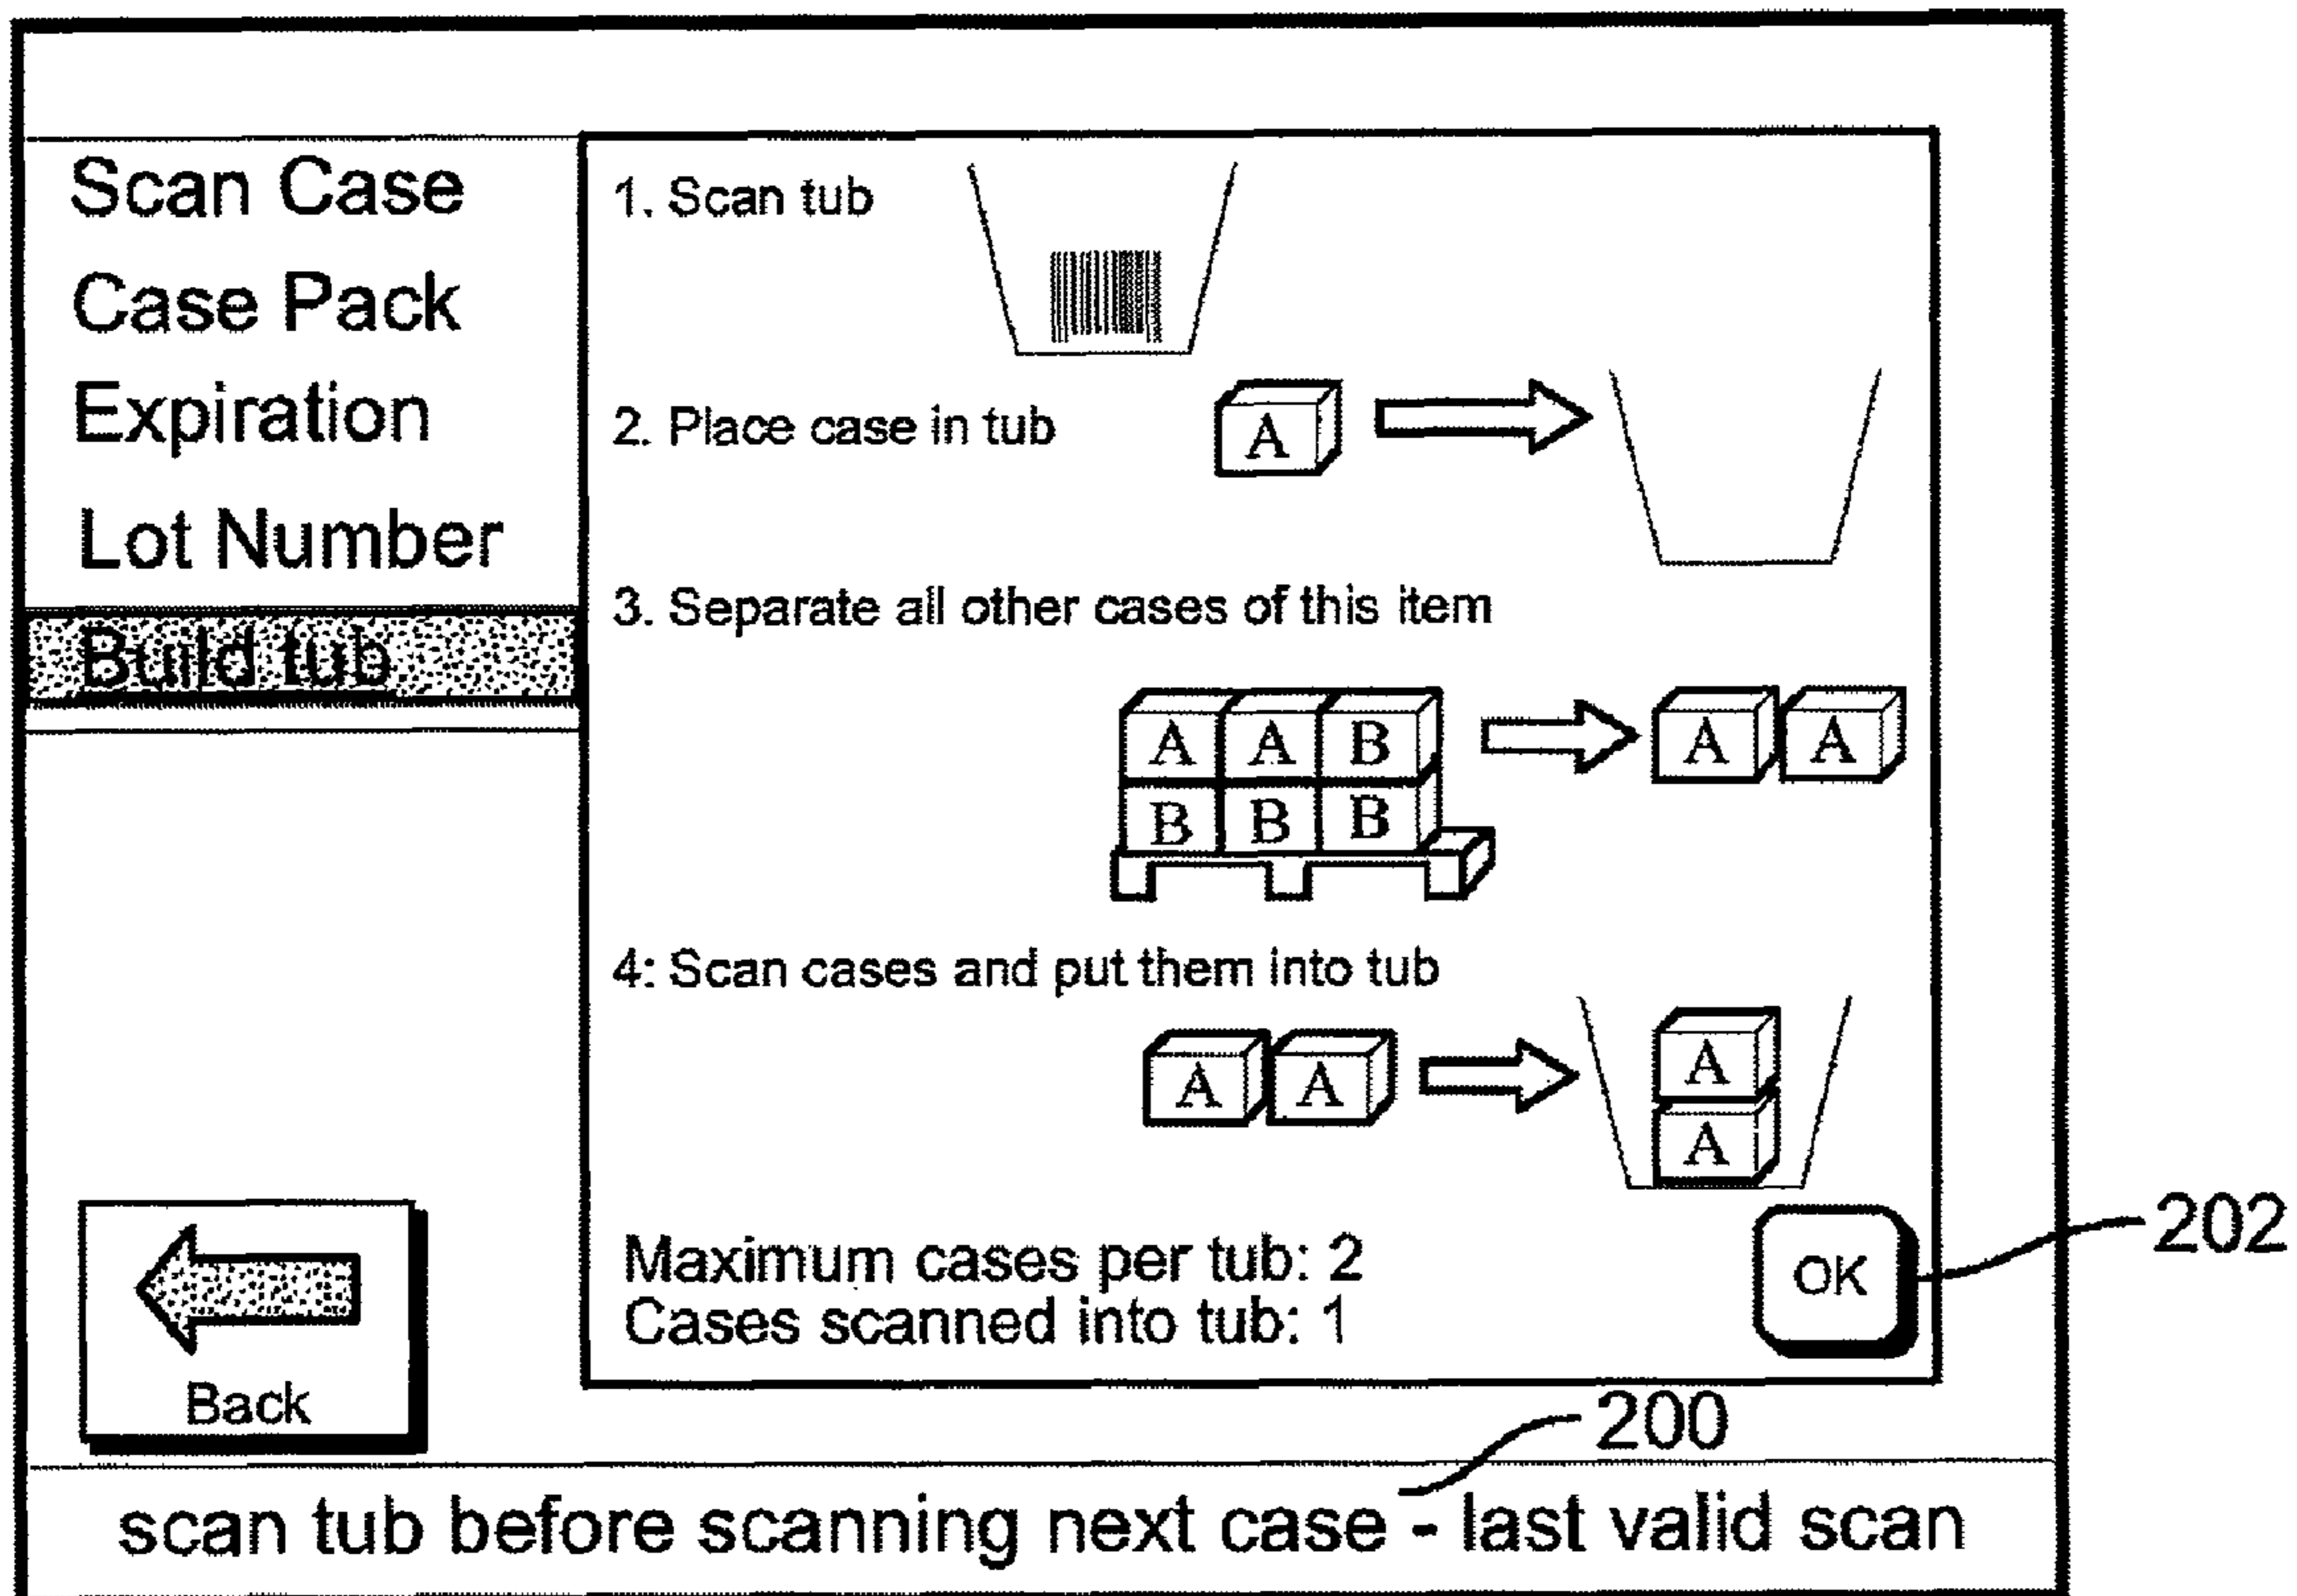 Scan Case
Case Pack
Expiration
Lot Number
Build tub
1. Scan tub
2. Place case in tub
A
3. Separate all other cases of this item
A A B
B B B
A A
4: Scan cases and put them into tub
A A
A
A
Maximum cases per tub: 2
Cases scanned into tub: 1
OK
202
Back
200
scan tub before scanning next case - last valid scan